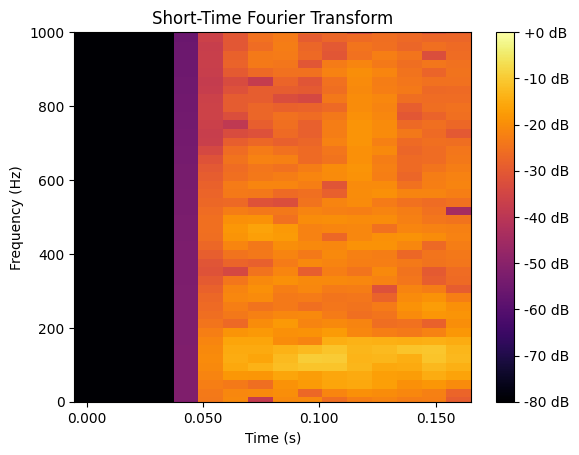 Short-Time Fourier Transform
1000
800
600
400
200
0
Frequency (Hz)
0.000
0.050
0.100
0.150
Time (s)
+0 dB
-10 dB
-20 dB
-30 dB
-40 dB
-50 dB
-60 dB
-70 dB
-80 dB